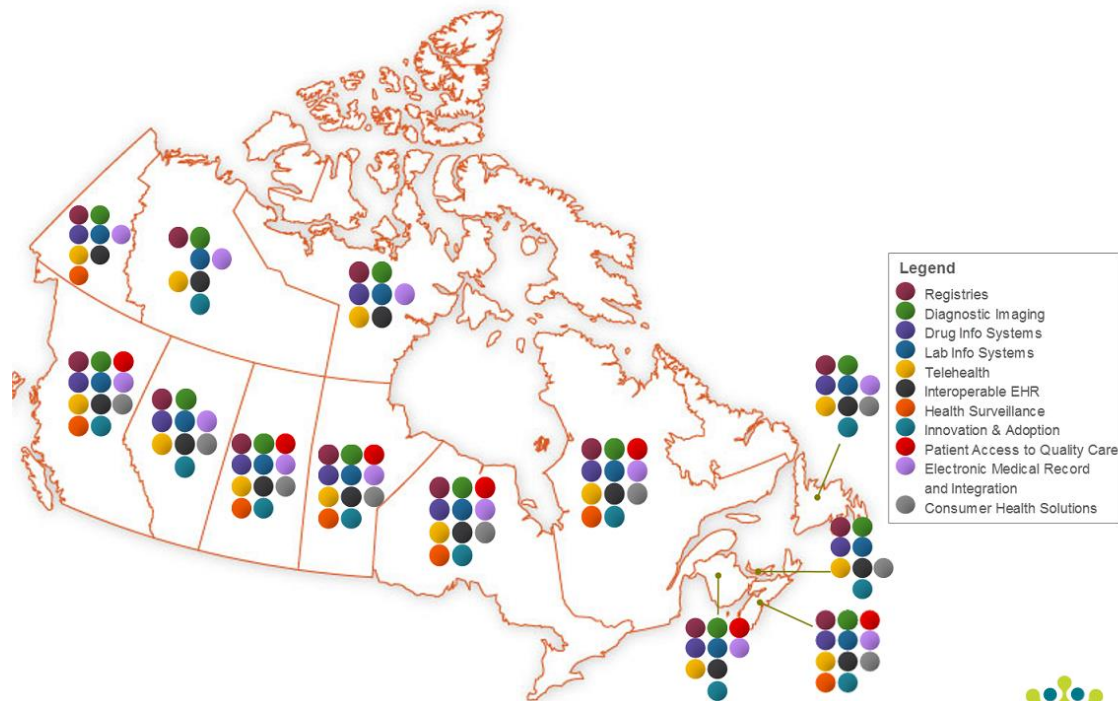 Legend
Registries
Diagnostic Imaging
Drug Info Systems
Lab Info Systems
Telehealth
Interoperable EHR
Health Surveillance
Innovation & Adoption
Patient Access to Quality Care
Electronic Medical Record
and Integration
Consumer Health Solutions